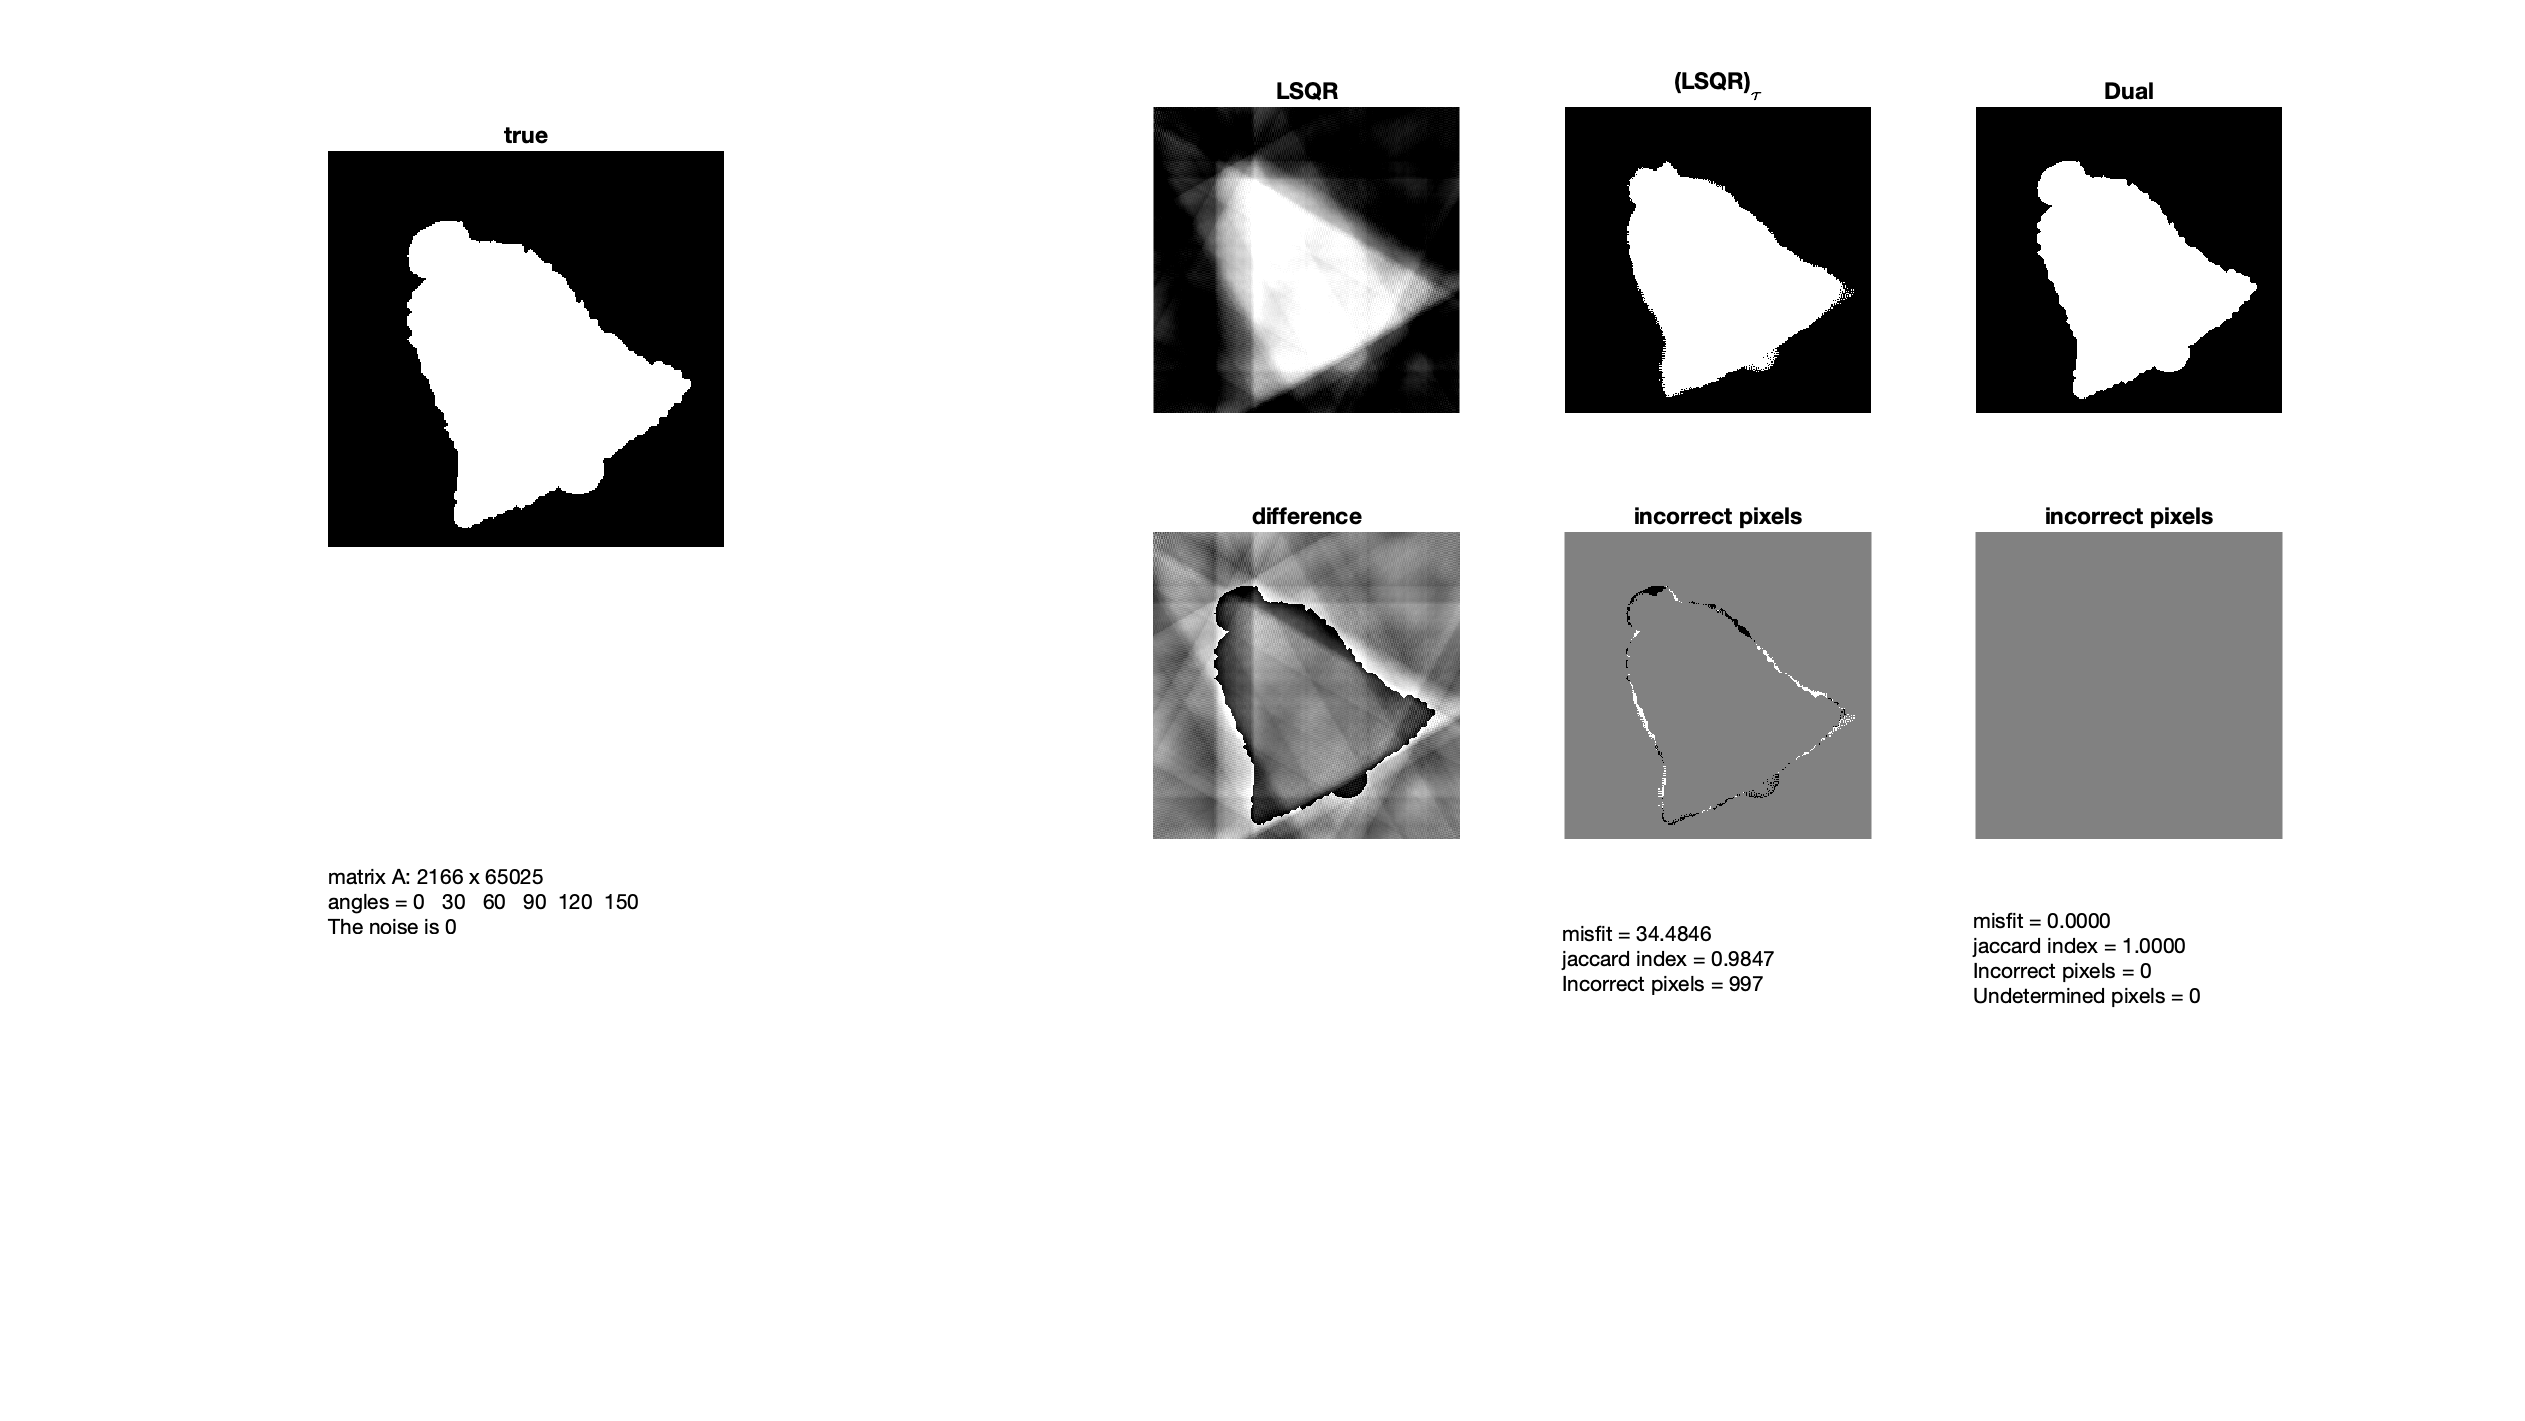 true
matrix A: 2166 x 65025
angles = 0 30 60 90 120 150
The noise is 0
LSQR
(LSQR)τ
Dual
difference
incorrect pixels
incorrect pixels
misfit = 34.4846
jaccard index = 0.9847
Incorrect pixels = 997
misfit = 0.0000
jaccard index = 1.0000
Incorrect pixels = 0
Undetermined pixels = 0